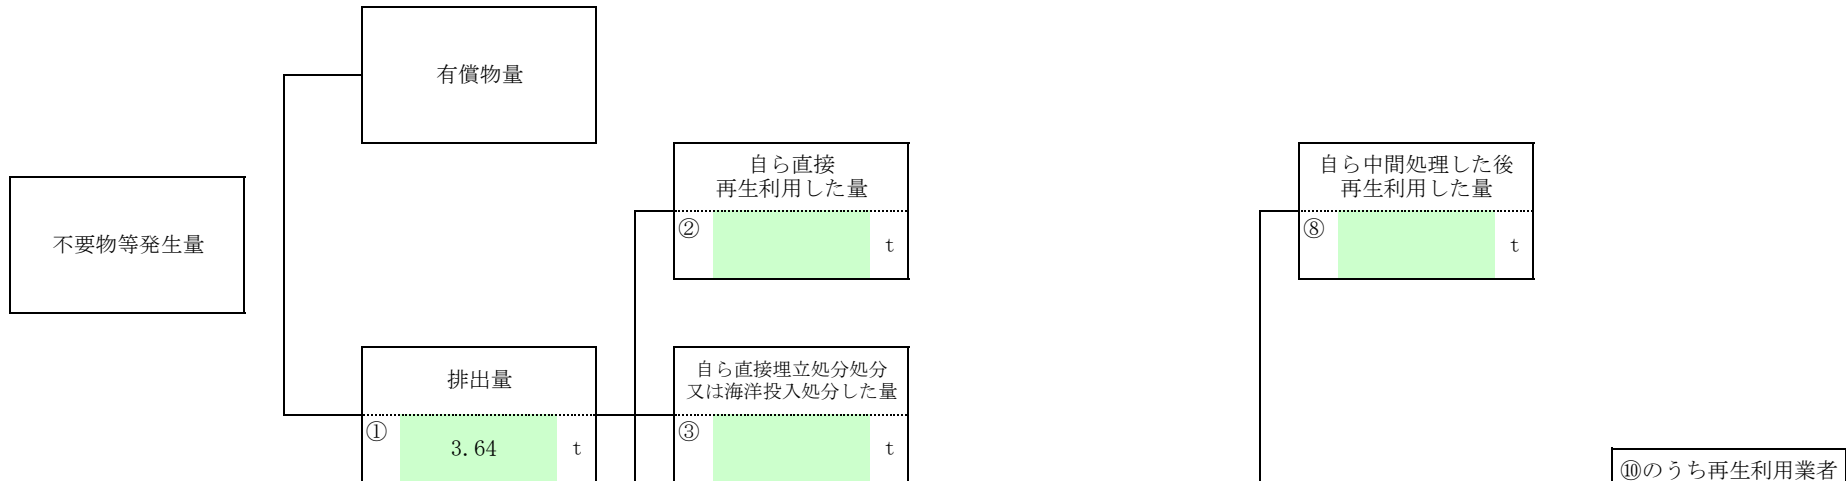 有償物量
自ら直接
再生利用した量
②
t
自ら中間処理した後
再生利用した量
⑧
t
不要物等発生量
排出量
①
3.64
t
自ら直接埋立処分処分
又は海洋投入処分した量
③
t
⑩のうち再生利用業者